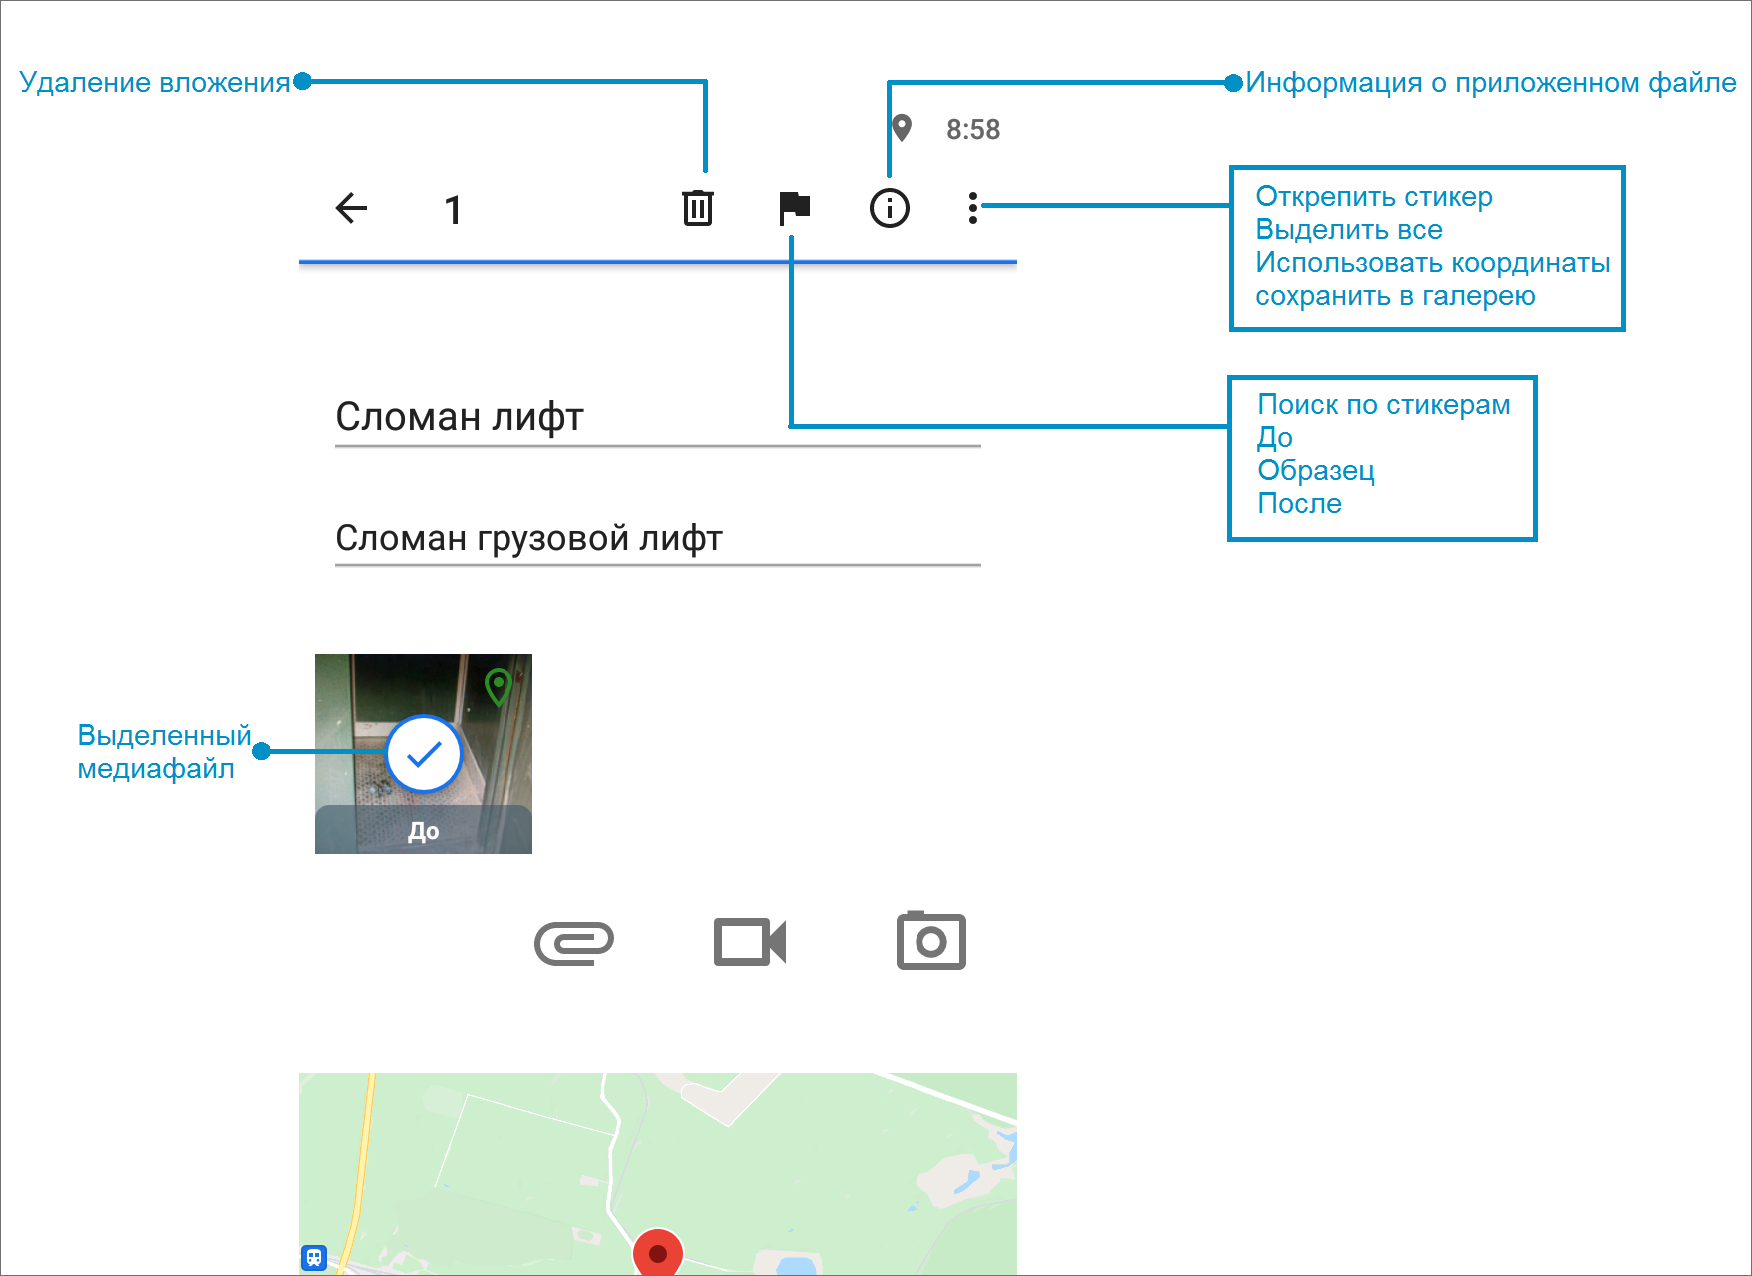 Удаление вложения
Информация о приложенном файле
8:58
1
Открепить стикер
Выделить все
Использовать координаты
сохранить в галерею
Поиск по стикерам
До
Образец
После
Сломан лифт
Сломан грузовой лифт
Выделенный
медиафайл
До